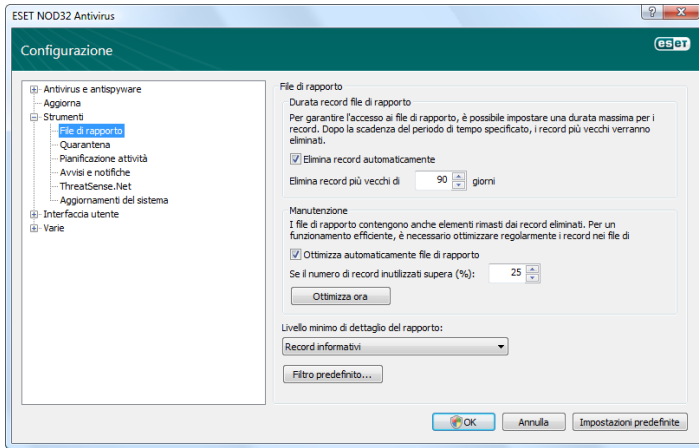 ESET NOD32 Antivirus
Configurazione
eset
Antivirus e antispyware
Aggiorna
Strumenti
File di rapporto
Quarantena
Pianificazione attività
Avvisi e notifiche
ThreatSense.Net
Aggiornamenti del sistema
Interfaccia utente
Varie
File di rapporto
Durata record file di rapporto
Per garantire l'accesso ai file di rapporto, è possibile impostare una durata massima per i
record. Dopo la scadenza del periodo di tempo specificato, i record più vecchi verranno
eliminati.
Elimina record automaticamente
Elimina record più vecchi di 90 giorni
Manutenzione
I file di rapporto contengono anche elementi rimasti dai record eliminati. Per un
funzionamento efficiente, è necessario ottimizzare regolarmente i record nei file di
Ottimizza automaticamente file di rapporto
Se il numero di record inutilizzati supera (%): 25
Ottimizza ora
Livello minimo di dettaglio del rapporto:
Record informativi
Filtro predefinito...
OK Annulla Impostazioni predefinite